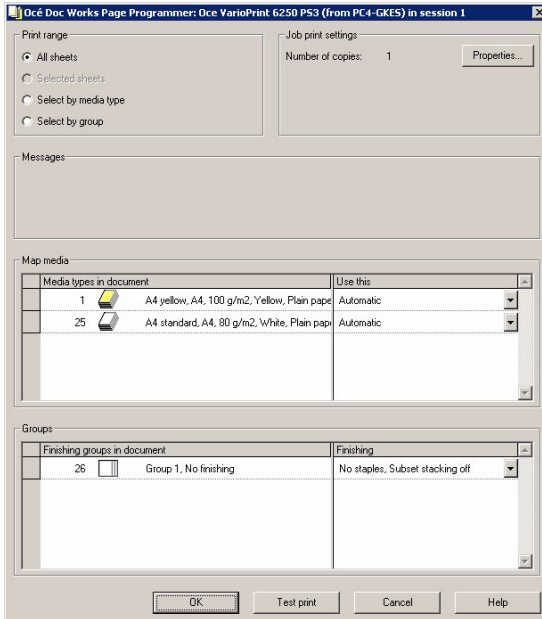 Océ Doc Works Page Programmer: Oce VarioPrint 6250 PS3 (from PC4-GKES) in session 1
Print range
All sheets
Selected sheets
Select by media type
Select by group
Job print settings
Number of copies: 1
Properties...
Messages
Map media
Media types in document Use this
1 A4 yellow, A4, 100 g/m2, Yellow, Plain pape Automatic
25 A4 standard, A4, 80 g/m2, White, Plain pap Automatic
Groups
Finishing groups in document Finishing
26 Group 1, No finishing No staples, Subset stacking off
OK Test print Cancel Help